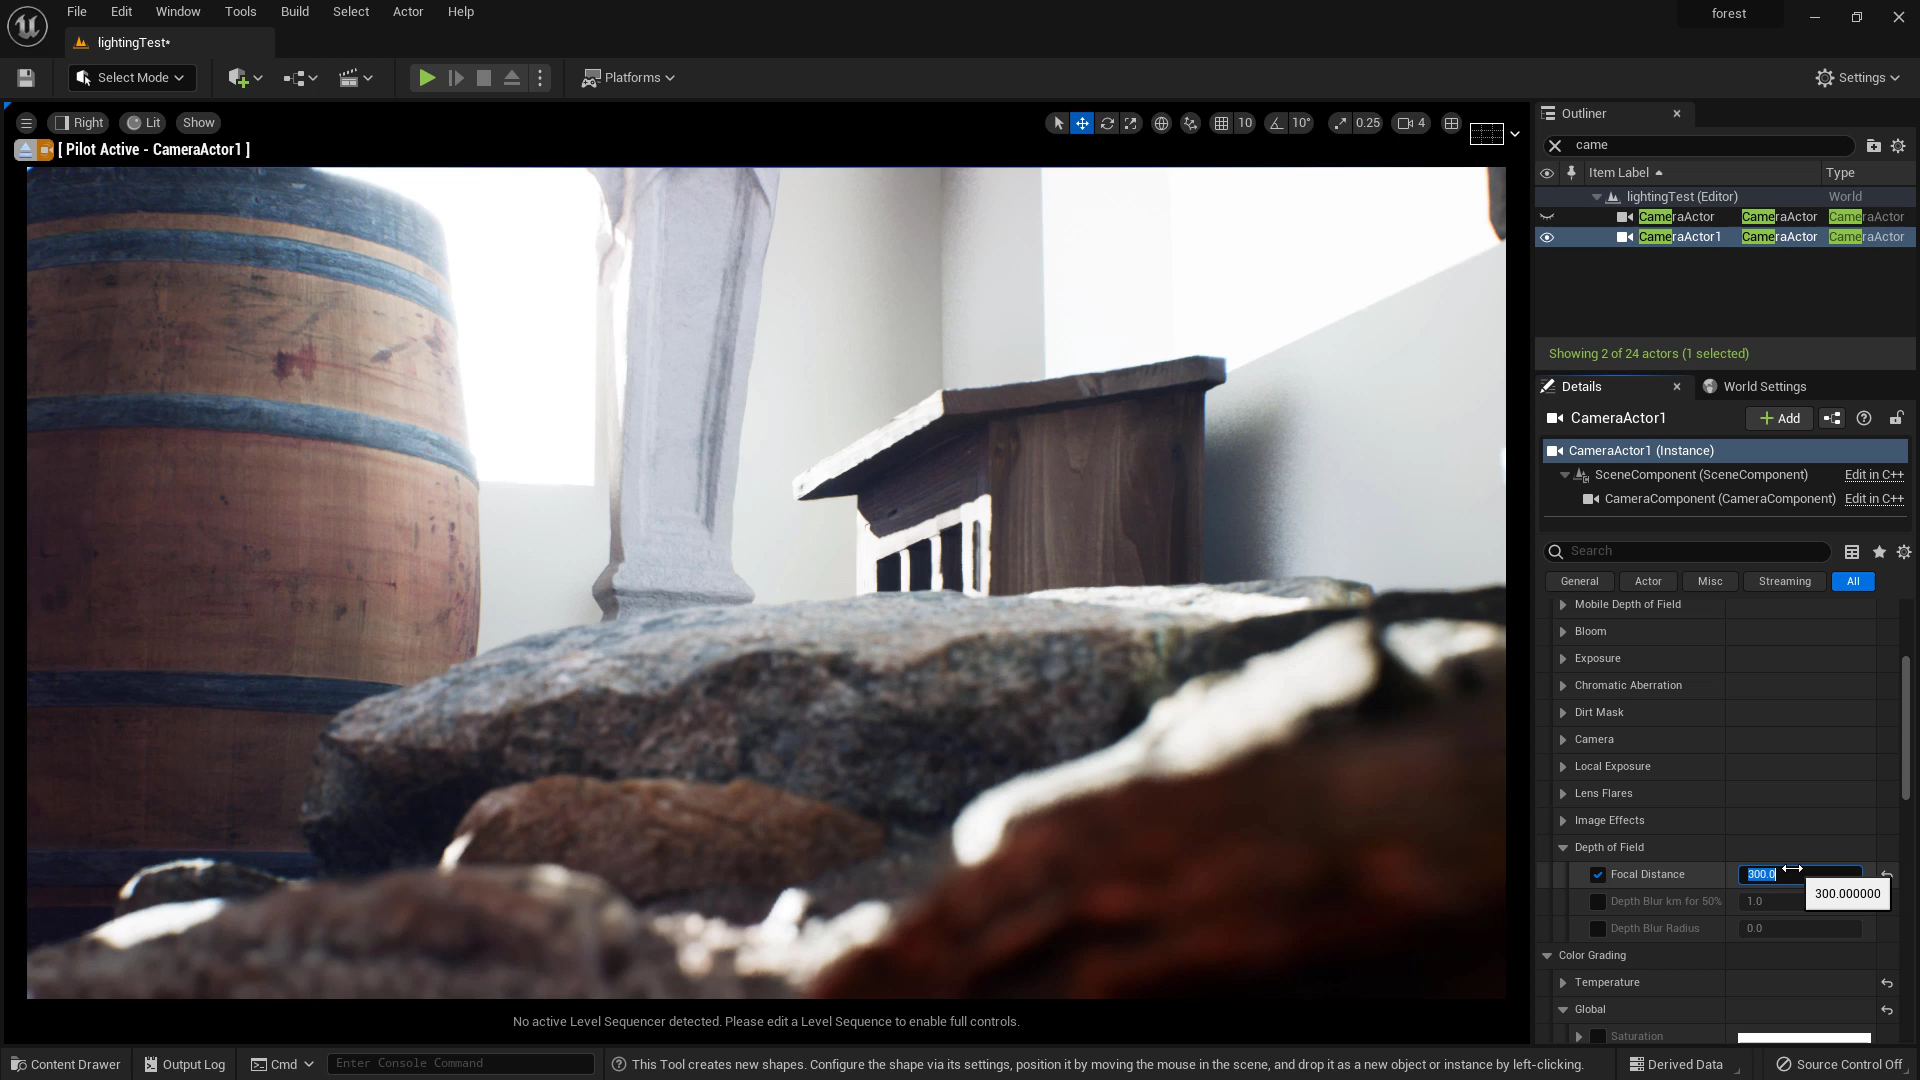 File Edit Window Tools Build Select Actor Help
forest
lightingTest*
Select Mode
Platforms
Settings
Right Lit Show
10 10° 0.25 4
[ Pilot Active - CameraActor1 ]
Outliner
came
Item Label Type
lightingTest (Editor) World
CameraActor CameraActor CameraActor
CameraActor1 CameraActor CameraActor
Showing 2 of 24 actors (1 selected)
Details World Settings
CameraActor1 Add
CameraActor1 (Instance)
SceneComponent (SceneComponent) Edit in C++
CameraComponent (CameraComponent) Edit in C++
Search
General Actor Misc Streaming All
Mobile Depth of Field
Bloom
Exposure
Chromatic Aberration
Dirt Mask
Camera
Local Exposure
Lens Flares
Image Effects
Depth of Field
Focal Distance 300.0
300.000000
Depth Blur km for 50% 1.0
Depth Blur Radius 0.0
Color Grading
Temperature
Global
Saturation
No active Level Sequencer detected. Please edit a Level Sequence to enable full controls.
Content Drawer Output Log Cmd Enter Console Command This Tool creates new shapes. Configure the shape via its settings, position it by moving the mouse in the scene, and drop it as a new object or instance by left-clicking. Derived Data Source Control Off